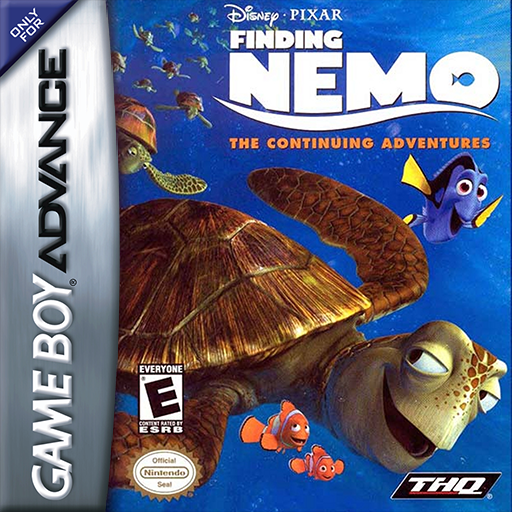 ONLY
FOR
GAME BOY ADVANCE
Disney · PIXAR
FINDING
NEMO
THE CONTINUING ADVENTURES
EVERYONE
E
CONTENT RATED BY
ESRB
Official
Nintendo
Seal
THQ